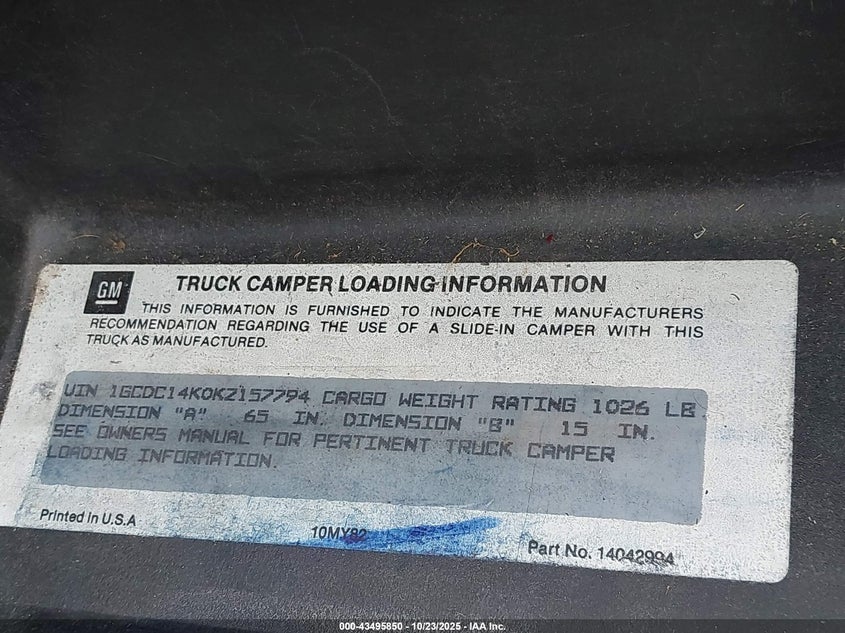 GM
TRUCK CAMPER LOADING INFORMATION
THIS INFORMATION IS FURNISHED TO INDICATE THE MANUFACTURERS
RECOMMENDATION REGARDING THE USE OF A SLIDE-IN CAMPER WITH THIS
TRUCK AS MANUFACTURED.
VIN 1GCDC14K0KZ157794 CARGO WEIGHT RATING 1026 LB.
DIMENSION "A" 65 IN. DIMENSION "B" 15 IN.
SEE OWNERS MANUAL FOR PERTINENT TRUCK CAMPER
LOADING INFORMATION.
Printed in U.S.A
10MY82
Part No. 14042994
000-43495850 - 10/23/2025 - IAA Inc.